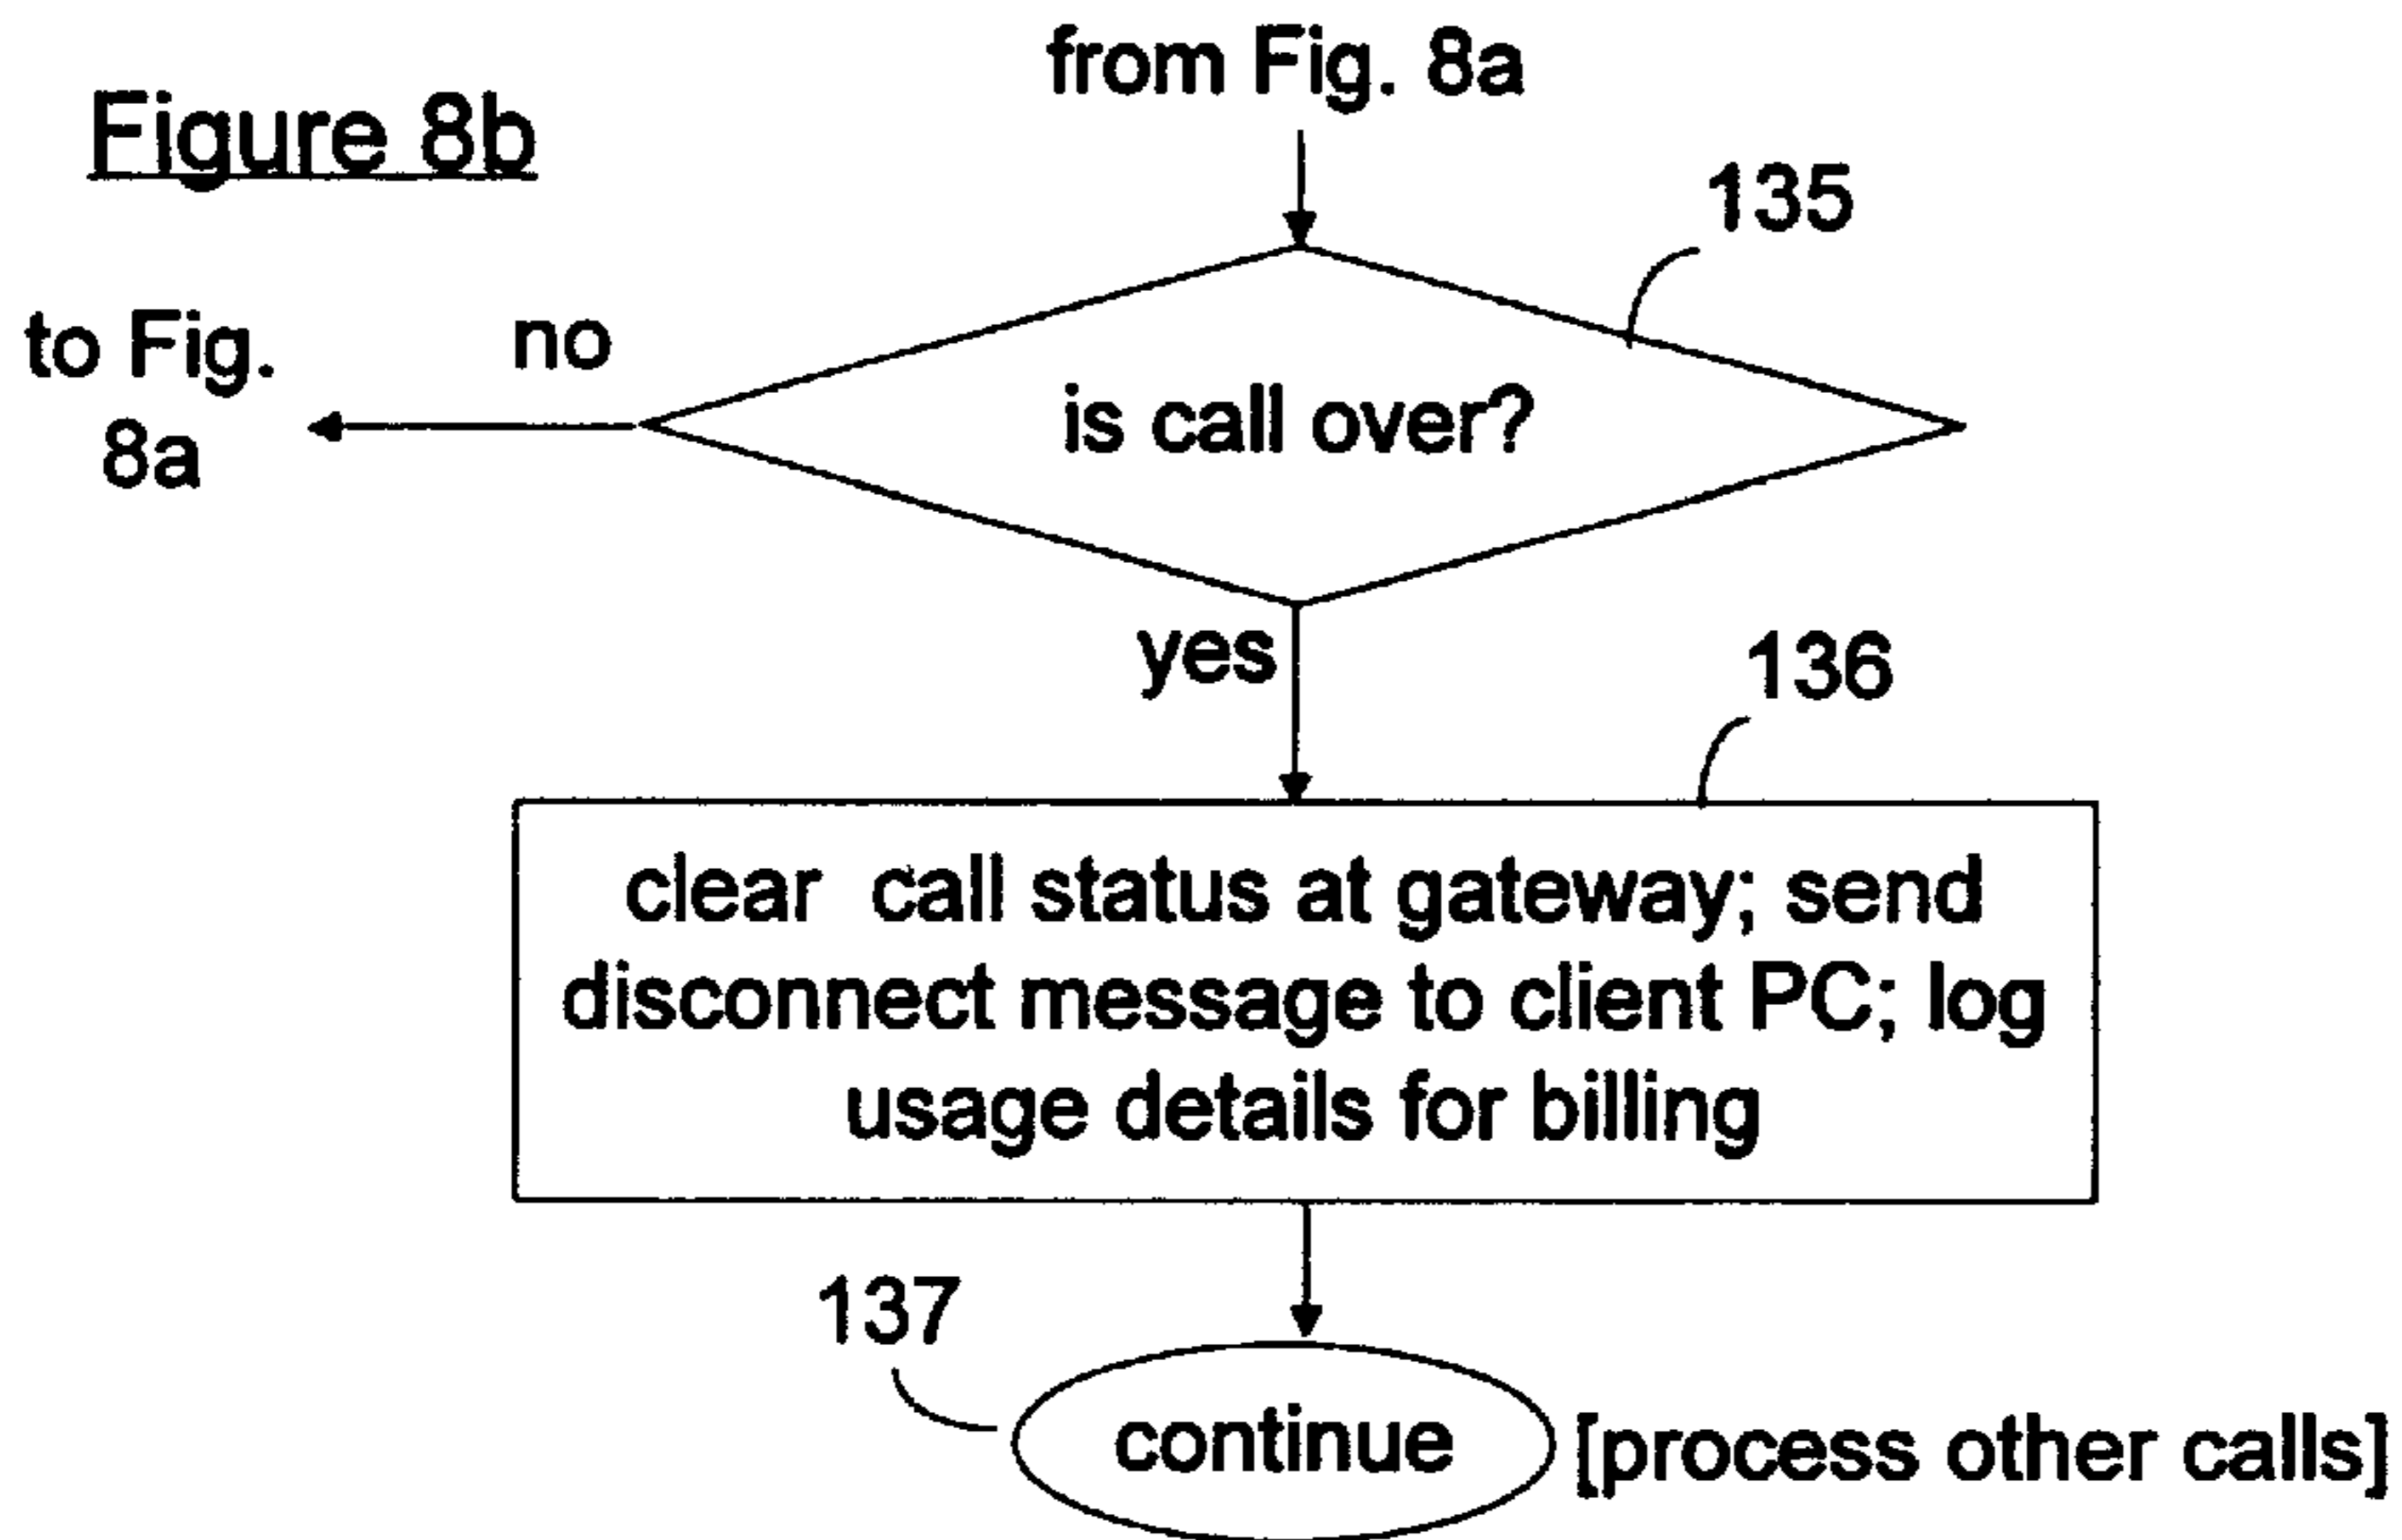 from Fig. 8a
Figure 8b
135
to Fig.
8a
no
is call over?
yes
136
clear call status at gateway; send
disconnect message to client PC; log
usage details for billing
137
continue
[process other calls]